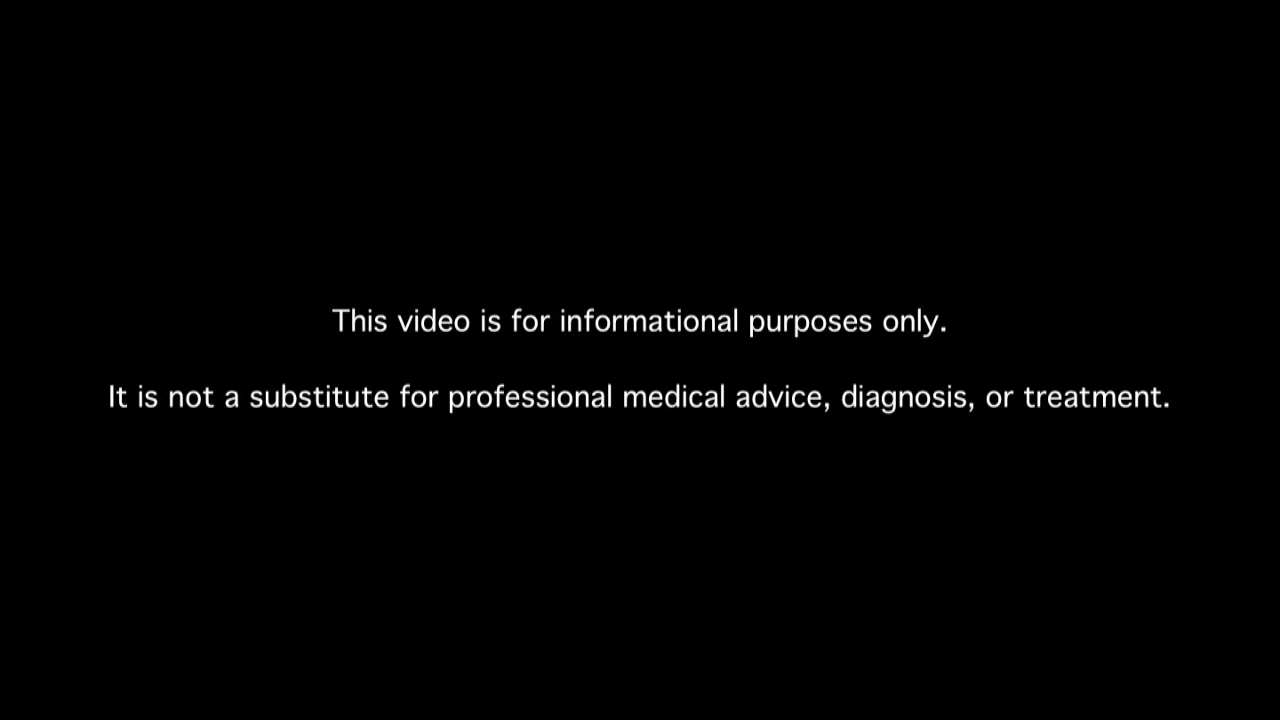 This video is for informational purposes only.
It is not a substitute for professional medical advice, diagnosis, or treatment.